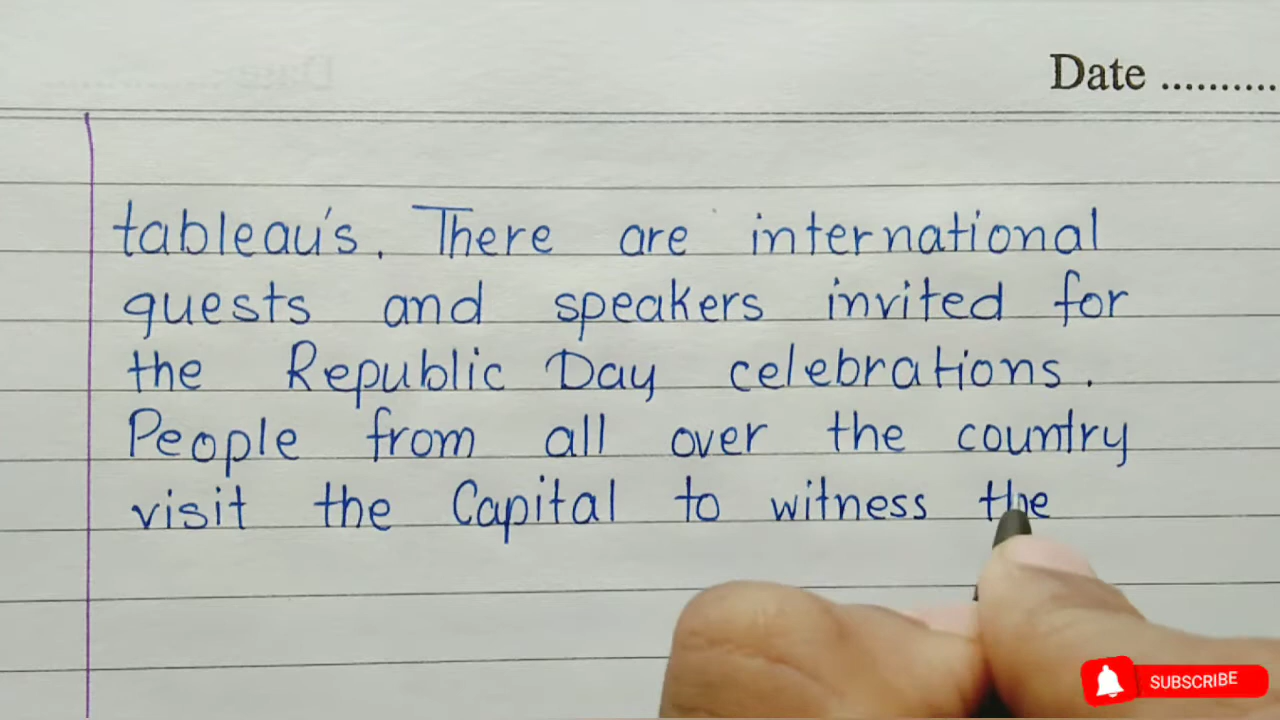 Date ..........
tableau's. There are international
guests and speakers invited for
the Republic Day celebrations.
People from all over the country
visit the Capital to witness the
SUBSCRIBE